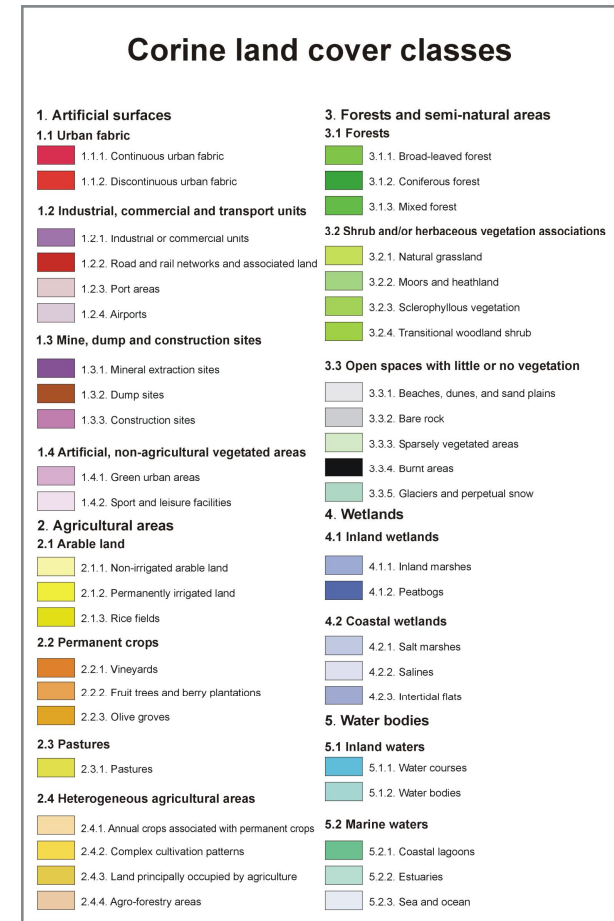 Corine land cover classes
1. Artificial surfaces
1.1 Urban fabric
1.1.1. Continuous urban fabric
1.1.2. Discontinuous urban fabric
1.2 Industrial, commercial and transport units
1.2.1. Industrial or commercial units
1.2.2. Road and rail networks and associated land
1.2.3. Port areas
1.2.4. Airports
1.3 Mine, dump and construction sites
1.3.1. Mineral extraction sites
1.3.2. Dump sites
1.3.3. Construction sites
1.4 Artificial, non-agricultural vegetated areas
1.4.1. Green urban areas
1.4.2. Sport and leisure facilities
2. Agricultural areas
2.1 Arable land
2.1.1. Non-irrigated arable land
2.1.2. Permanently irrigated land
2.1.3. Rice fields
2.2 Permanent crops
2.2.1. Vineyards
2.2.2. Fruit trees and berry plantations
2.2.3. Olive groves
2.3 Pastures
2.3.1. Pastures
2.4 Heterogeneous agricultural areas
2.4.1. Annual crops associated with permanent crops
2.4.2. Complex cultivation patterns
2.4.3. Land principally occupied by agriculture
2.4.4. Agro-forestry areas
3. Forests and semi-natural areas
3.1 Forests
3.1.1. Broad-leaved forest
3.1.2. Coniferous forest
3.1.3. Mixed forest
3.2 Shrub and/or herbaceous vegetation associations
3.2.1. Natural grassland
3.2.2. Moors and heathland
3.2.3. Sclerophyllous vegetation
3.2.4. Transitional woodland shrub
3.3 Open spaces with little or no vegetation
3.3.1. Beaches, dunes, and sand plains
3.3.2. Bare rock
3.3.3. Sparsely vegetated areas
3.3.4. Burnt areas
3.3.5. Glaciers and perpetual snow
4. Wetlands
4.1 Inland wetlands
4.1.1. Inland marshes
4.1.2. Peatbogs
4.2 Coastal wetlands
4.2.1. Salt marshes
4.2.2. Salines
4.2.3. Intertidal flats
5. Water bodies
5.1 Inland waters
5.1.1. Water courses
5.1.2. Water bodies
5.2 Marine waters
5.2.1. Coastal lagoons
5.2.2. Estuaries
5.2.3. Sea and ocean